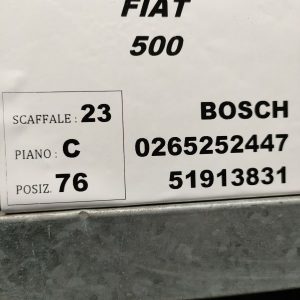 FIAT
500
SCAFFALE : 23
PIANO : C
POSIZ. 76
BOSCH
0265252447
51913831